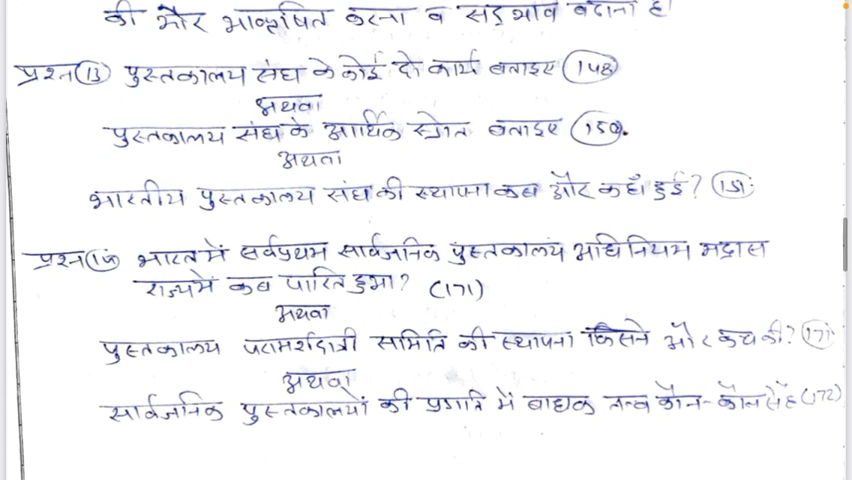 की और आकर्षित करना व सद्भाव बढाना है।
प्रश्न (13) पुस्तकालय संघ के कोई दो कार्य बताइए (148)
अथवा
पुस्तकालय संघ के आर्थिक स्त्रोत बताइए (150).
अथवा
भारतीय पुस्तकालय संघ की स्थापना कब और कहाँ हुई? (151)
प्रश्न (14) भारत में सर्वप्रथम सार्वजनिक पुस्तकालय अधिनियम मद्रास
राज्य में कब पारित हुआ? (171)
अथवा
पुस्तकालय परामर्शदात्री समिति की स्थापना किसने और कब की? (171)
अथवा
सार्वजनिक पुस्तकालयों की प्रगति में बाधक तत्व कौन-कौन से हैं (172)